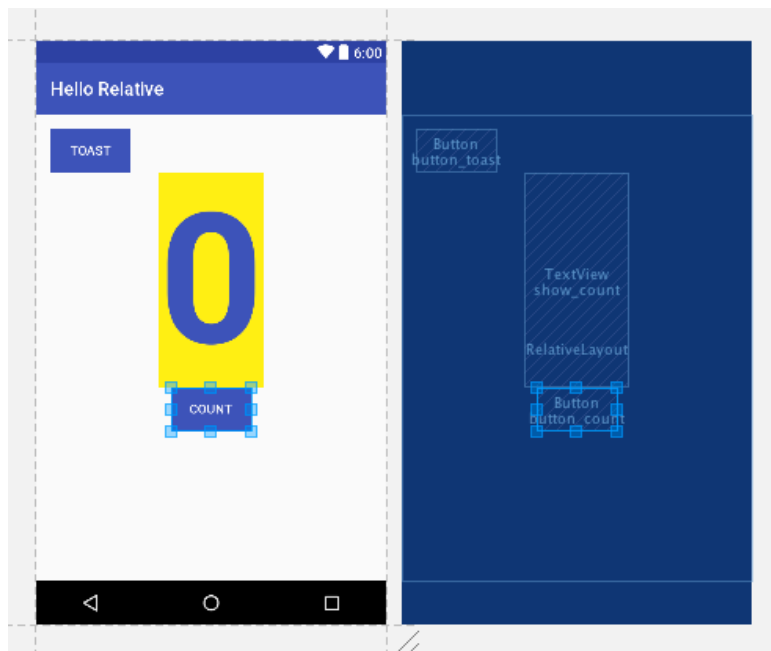 6:00
Hello Relative
TOAST
0
COUNT
Button
button_toast
TextView
show_count
RelativeLayout
Button
button_count